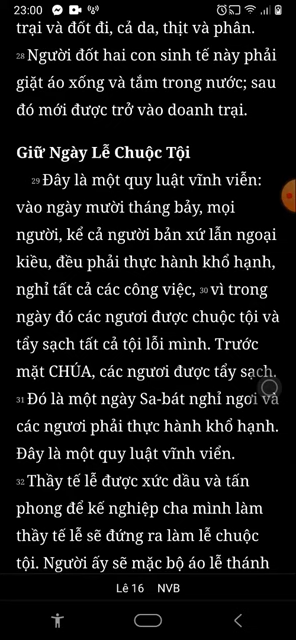 23:00
trại và đốt đi, cả da, thịt và phân.
28 Người đốt hai con sinh tế này phải
giặt áo xống và tắm trong nước; sau
đó mới được trở vào doanh trại.
Giữ Ngày Lễ Chuộc Tội
29 Đây là một quy luật vĩnh viễn:
vào ngày mười tháng bảy, mọi
người, kể cả người bản xứ lẫn ngoại
kiều, đều phải thực hành khổ hạnh,
nghỉ tất cả các công việc, 30 vì trong
ngày đó các ngươi được chuộc tội và
tẩy sạch tất cả tội lỗi mình. Trước
mặt CHÚA, các ngươi được tẩy sạch.
31 Đó là một ngày Sa-bát nghỉ ngơi và
các ngươi phải thực hành khổ hạnh.
Đây là một quy luật vĩnh viển.
32 Thầy tế lễ được xức dầu và tấn
phong để kế nghiệp cha mình làm
thầy tế lễ sẽ đứng ra làm lễ chuộc
tội. Người ấy sẽ mặc bộ áo lễ thánh
Lê 16 NVB